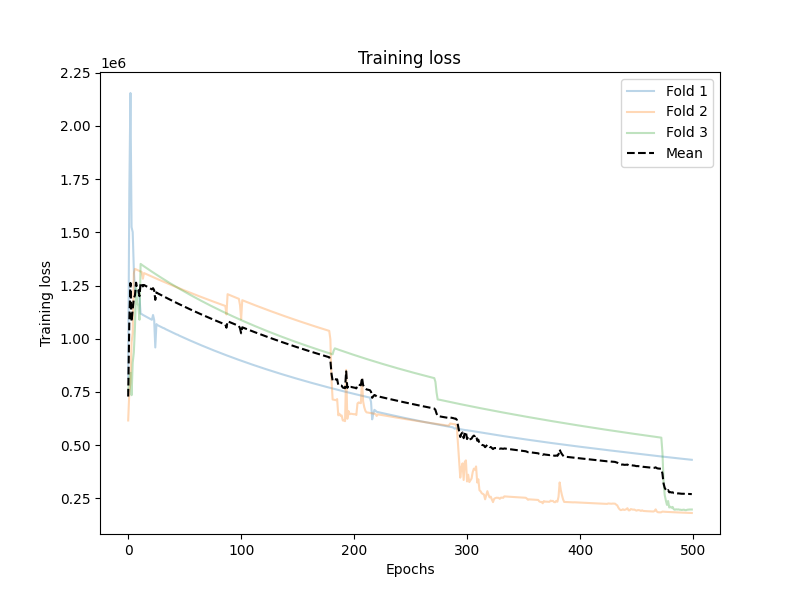 Training loss
1e6
2.25
2.00
1.75
1.50
1.25
1.00
0.75
0.50
0.25
Training loss
Fold 1
Fold 2
Fold 3
Mean
0 100 200 300 400 500
Epochs